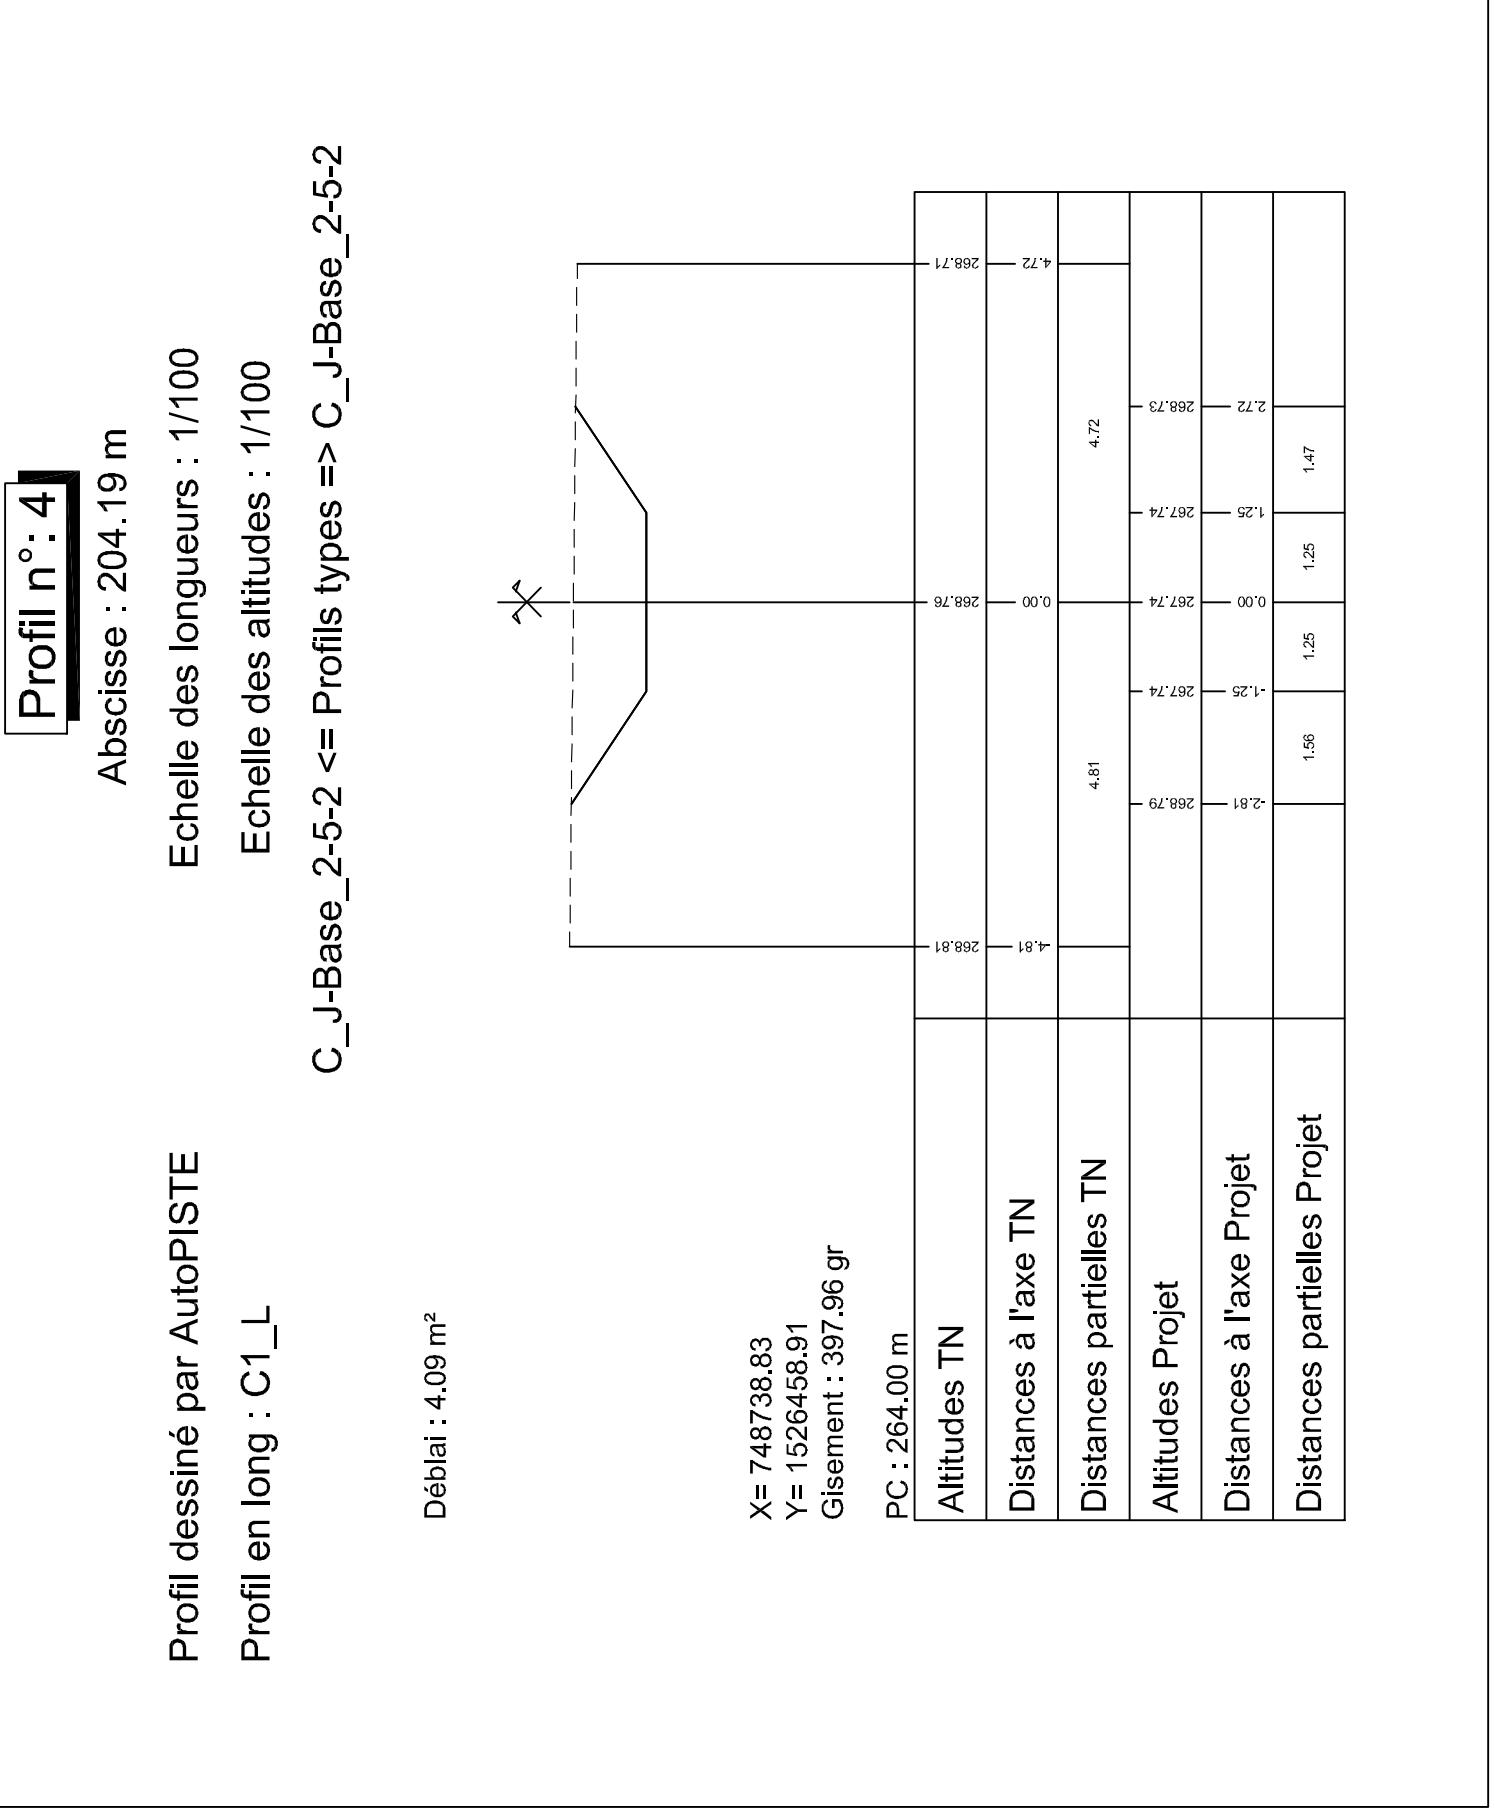 Profil n°: 4
Abscisse : 204.19 m
Profil dessiné par AutoPISTE
Echelle des longueurs : 1/100
Profil en long : C1_L
Echelle des altitudes : 1/100
C_J-Base_2-5-2 <= Profils types => C_J-Base_2-5-2
Déblai : 4.09 m²
X= 748738.83
Y= 1526458.91
Gisement : 397.96 gr
PC : 264.00 m
Altitudes TN 268.81 268.76 268.71
Distances à l'axe TN -4.81 0.00 4.72
Distances partielles TN 4.81 4.72
Altitudes Projet 268.79 267.74 267.74 267.74 268.73
Distances à l'axe Projet -2.81 -1.25 0.00 1.25 2.72
Distances partielles Projet 1.56 1.25 1.25 1.47